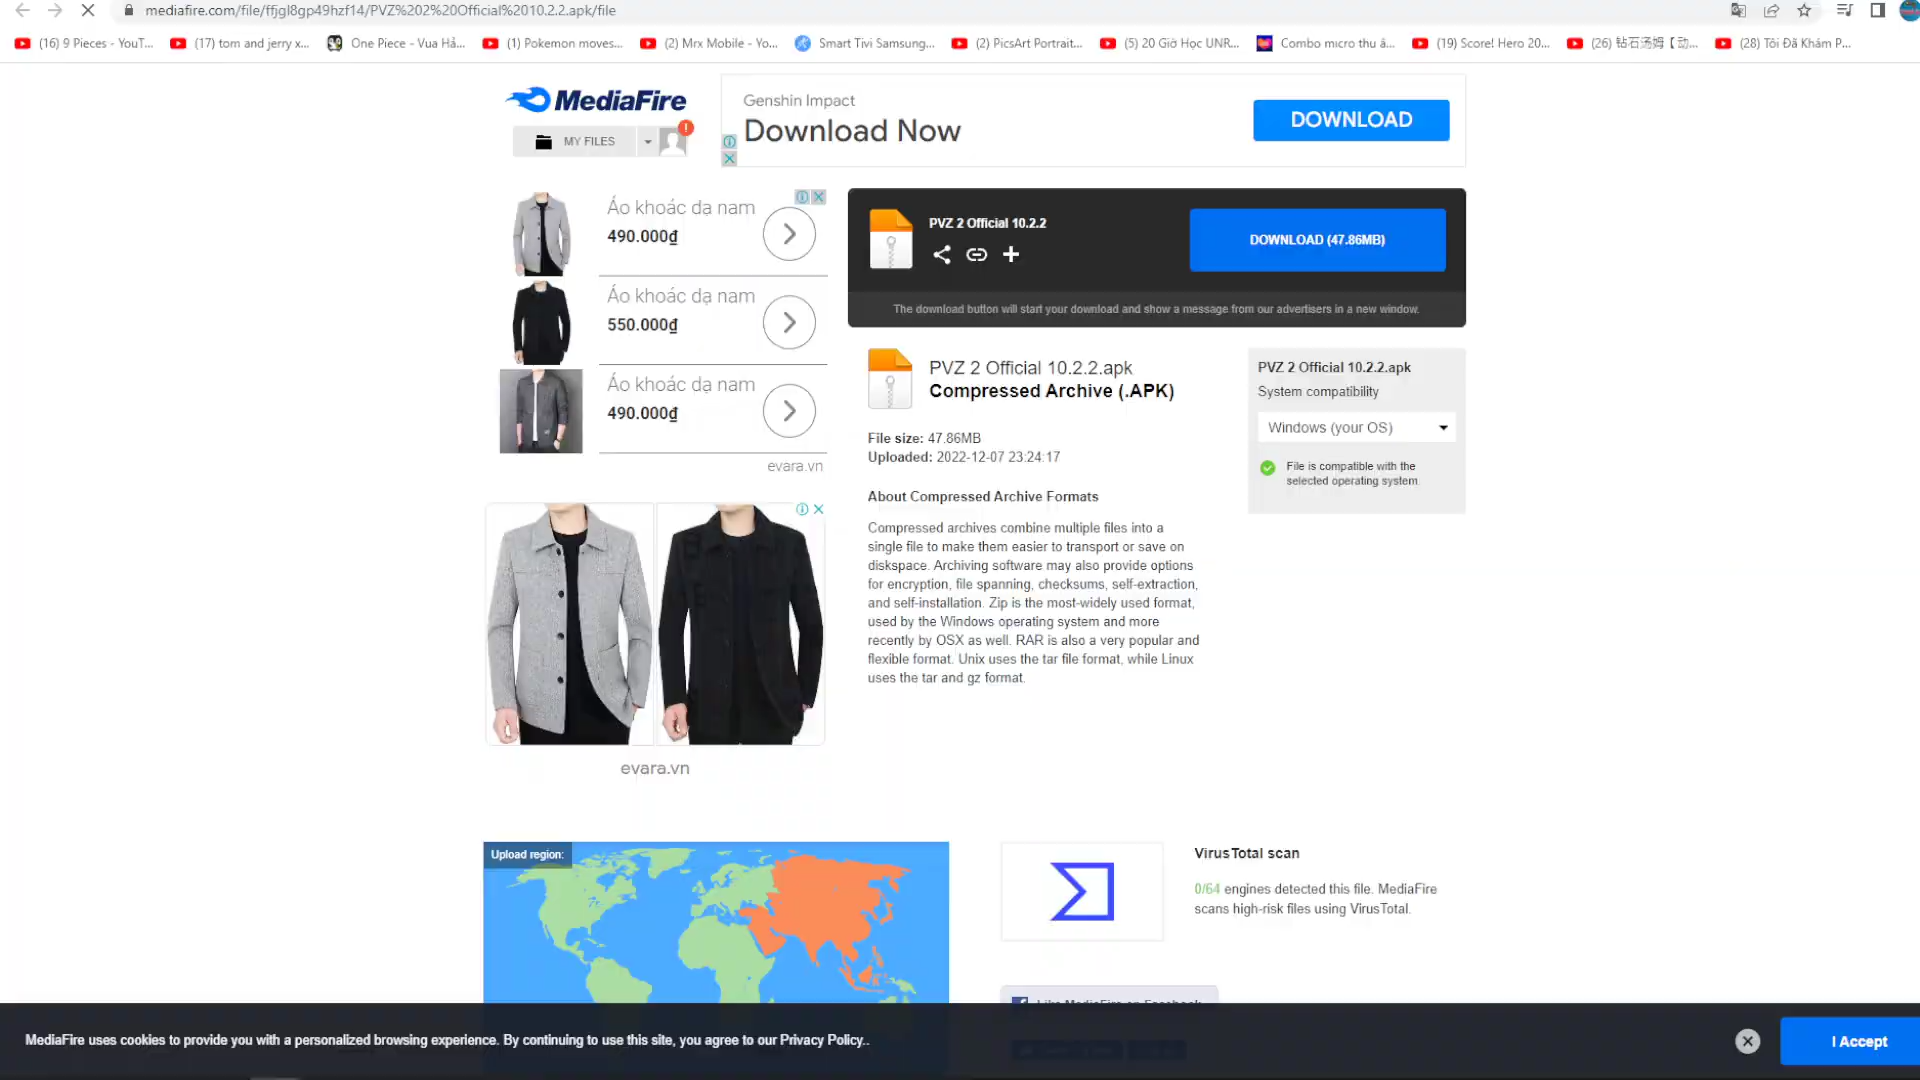 mediafire.com/file/ffjgl8gp49hzf14/PVZ%202%20Official%2010.2.2.apk/file
(16) 9 Pieces - YouT...
(17) tom and jerry x...
One Piece - Vua Hả...
(1) Pokemon moves...
(2) Mrx Mobile - Yo...
Smart Tivi Samsung...
(2) PicsArt Portrait...
(5) 20 Giờ Học UNR...
Combo micro thu â...
(19) Score! Hero 20...
(26) 钻石汤姆【动...
(28) Tôi Đã Khám P...
MediaFire
MY FILES
!
Genshin Impact
Download Now
DOWNLOAD
Áo khoác dạ nam
490.000₫
Áo khoác dạ nam
550.000₫
Áo khoác dạ nam
490.000₫
evara.vn
evara.vn
PVZ 2 Official 10.2.2
DOWNLOAD (47.86MB)
The download button will start your download and show a message from our advertisers in a new window.
PVZ 2 Official 10.2.2.apk
Compressed Archive (.APK)
File size: 47.86MB
Uploaded: 2022-12-07 23:24:17
About Compressed Archive Formats
Compressed archives combine multiple files into a
single file to make them easier to transport or save on
diskspace. Archiving software may also provide options
for encryption, file spanning, checksums, self-extraction,
and self-installation. Zip is the most-widely used format,
used by the Windows operating system and more
recently by OSX as well. RAR is also a very popular and
flexible format. Unix uses the tar file format, while Linux
uses the tar and gz format.
PVZ 2 Official 10.2.2.apk
System compatibility
Windows (your OS)
File is compatible with the
selected operating system.
Upload region:
VirusTotal scan
0/64 engines detected this file. MediaFire
scans high-risk files using VirusTotal.
Like MediaFire on Facebook
MediaFire uses cookies to provide you with a personalized browsing experience. By continuing to use this site, you agree to our Privacy Policy..
I Accept